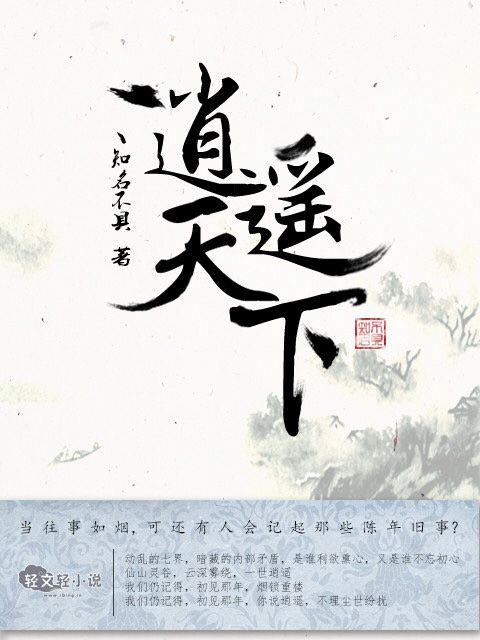 逍遥
天下
丶知名不具 著
当往事如烟,可还有人会记起那些陈年旧事?
轻文轻小说
www.iqing.in
动乱的七界，暗藏的内部矛盾，是谁利欲熏心，又是谁不忘初心
仙山灵谷，云深雾绕，一世逍遥
我们仍记得，初见那年，烟锁重楼
我们仍记得，初见那年，你说逍遥，不理尘世纷扰